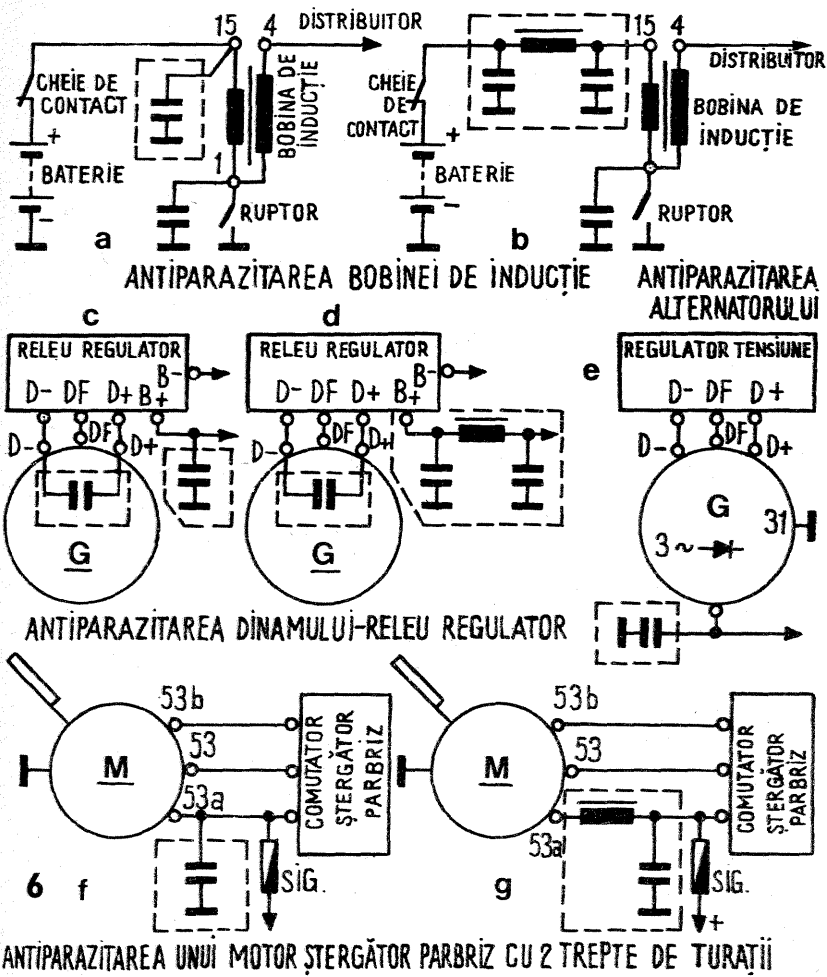 15 4 DISTRIBUITOR
CHEIE DE
CONTACT
+
BATERIE
-
1
BOBINA DE
INDUCȚIE
RUPTOR
a
15 4
DISTRIBUITOR
CHEIE
DE
CONTACT
+
BATERIE
-
BOBINA DE
INDUCȚIE
RUPTOR
b
ANTIPARAZITAREA BOBINEI DE INDUCȚIE
ANTIPARAZITAREA
ALTERNATORULUI
c
RELEU REGULATOR
B-
D- DF D+ B+
D- DF D+
G
d
RELEU REGULATOR
B-
D- DF D+ B+
D- DF D+
G
e
REGULATOR TENSIUNE
D- DF D+
D- DF D+
G
3~
31
ANTIPARAZITAREA DINAMULUI-RELEU REGULATOR
53b
53
53a
M
COMUTATOR
ȘTERGĂTOR
PARBRIZ
SIG.
6 f
53b
53
53a
M
COMUTATOR
ȘTERGĂTOR
PARBRIZ
SIG.
+
g
ANTIPARAZITAREA UNUI MOTOR ȘTERGĂTOR PARBRIZ CU 2 TREPTE DE TURAȚII